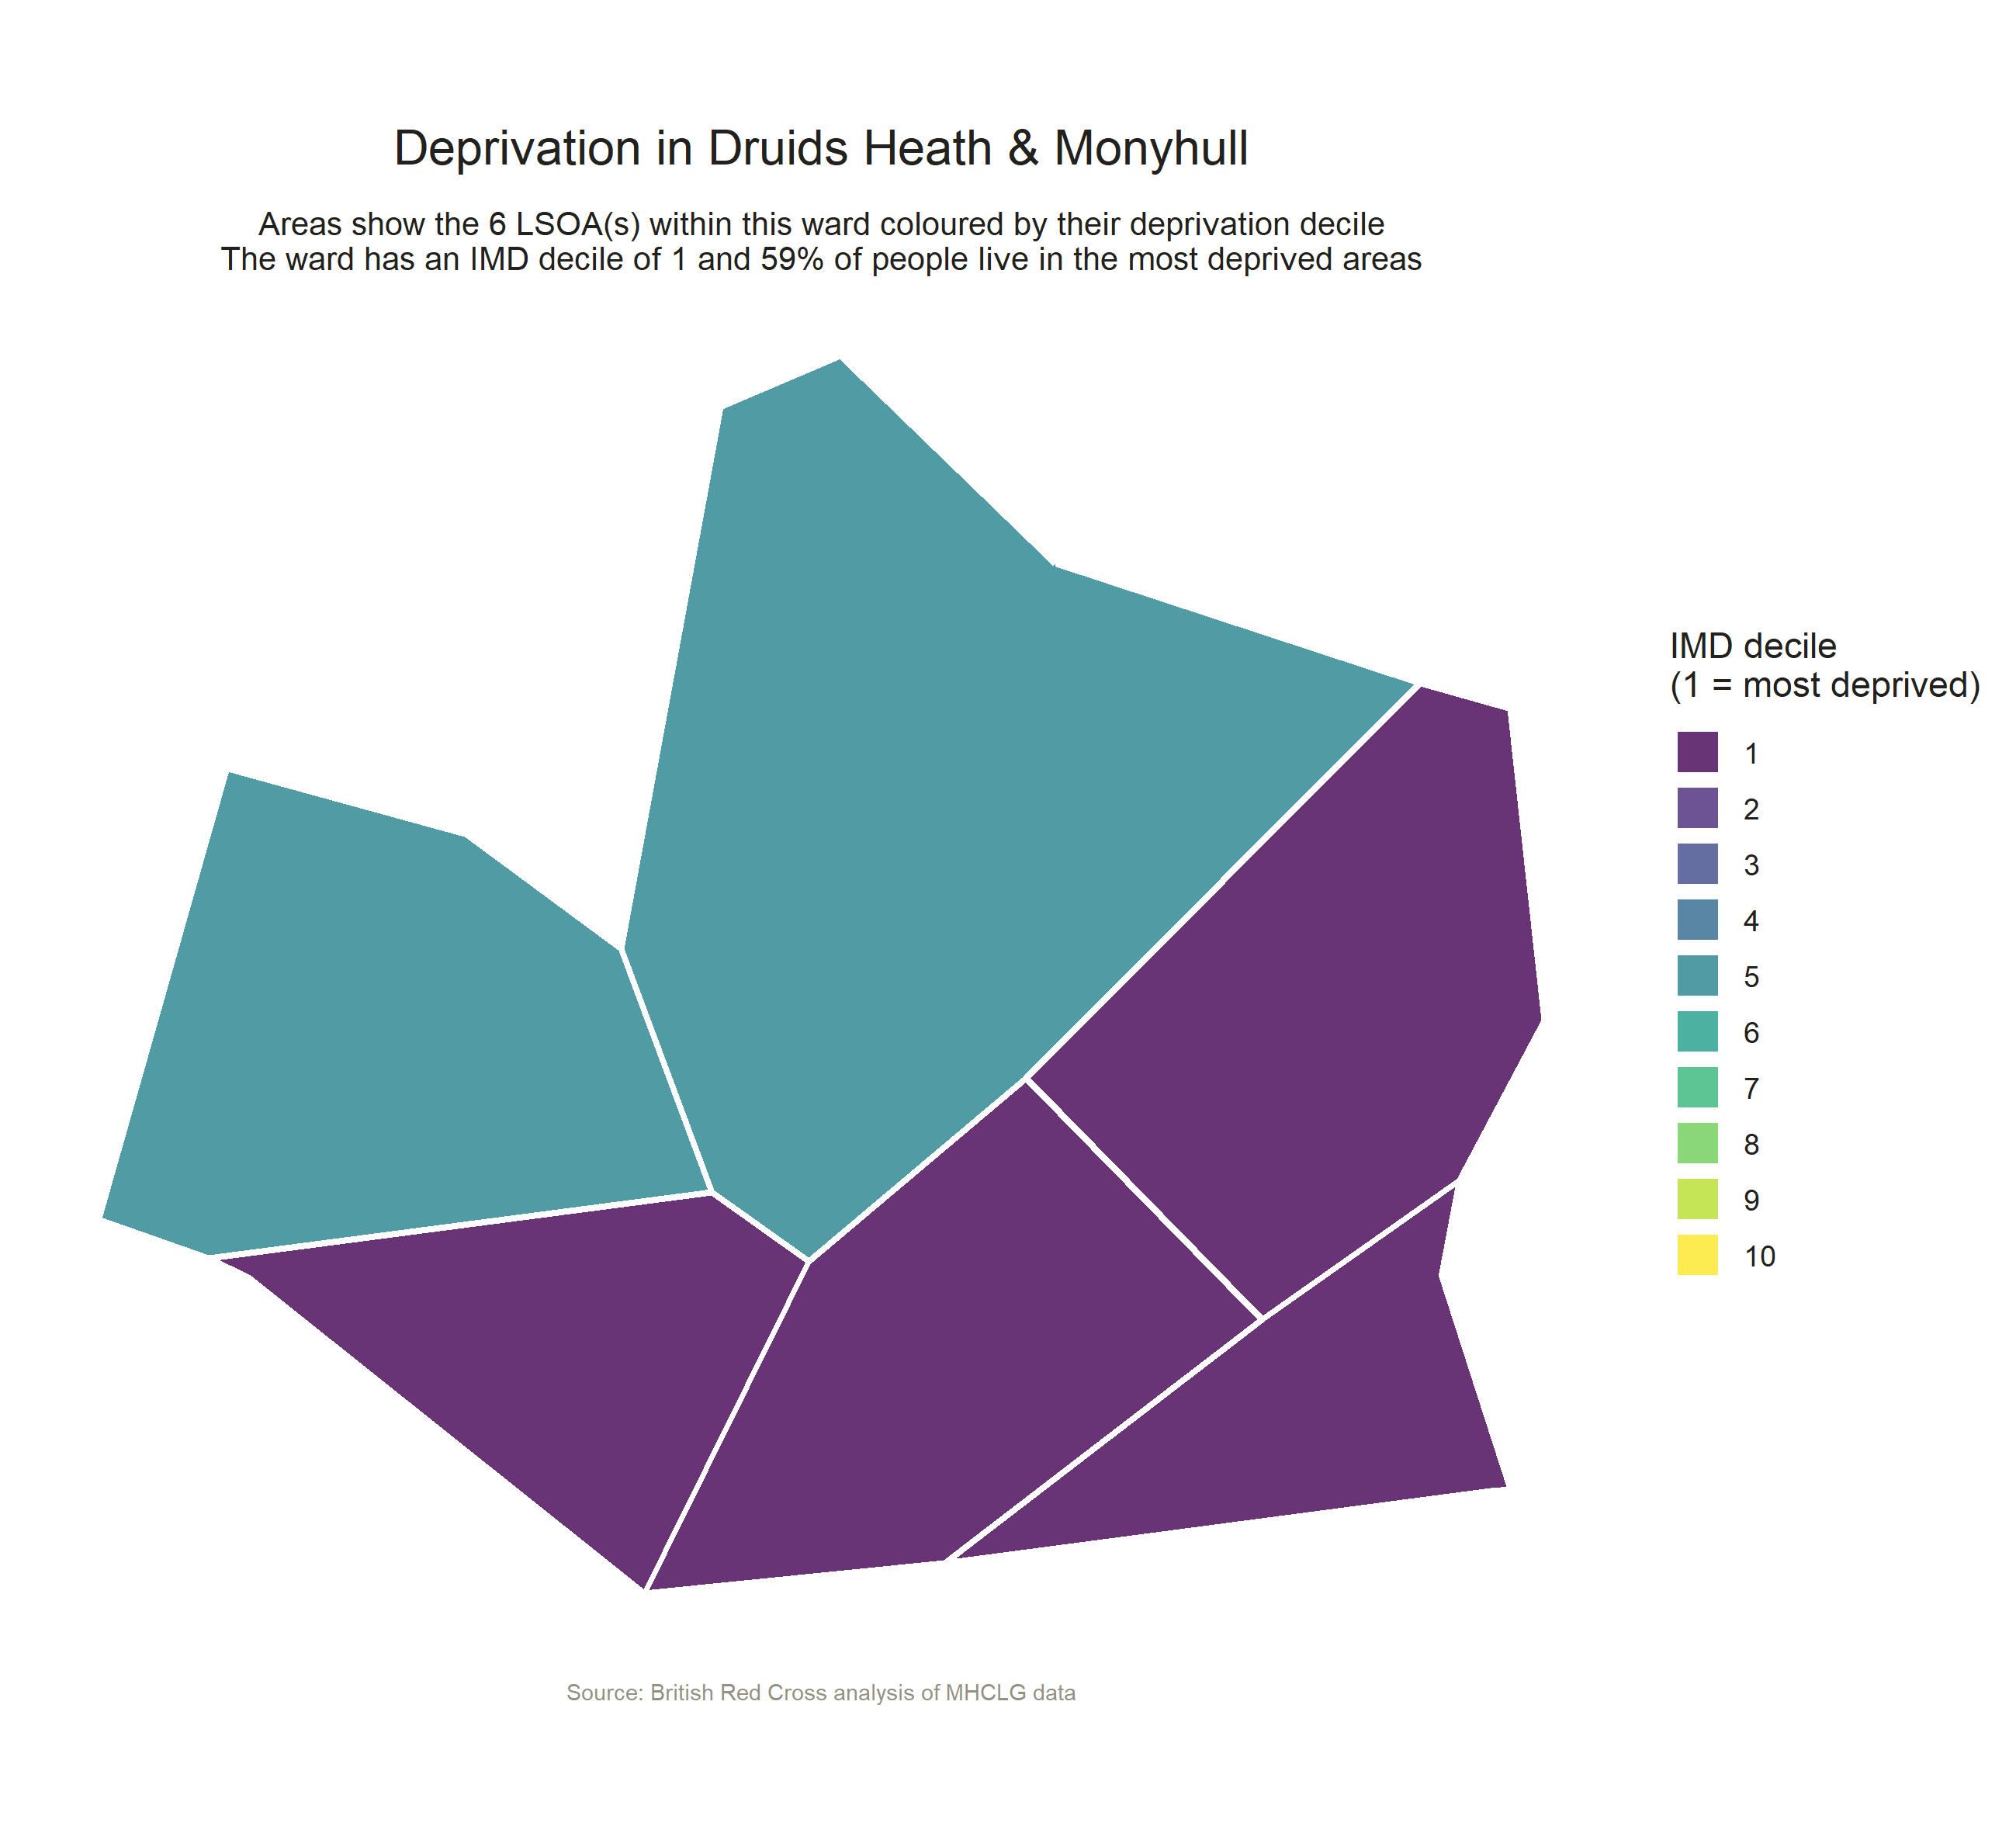 Deprivation in Druids Heath & Monyhull
Areas show the 6 LSOA(s) within this ward coloured by their deprivation decile
The ward has an IMD decile of 1 and 59% of people live in the most deprived areas
IMD decile
(1 = most deprived)
1
2
3
4
5
6
7
8
9
10
Source: British Red Cross analysis of MHCLG data